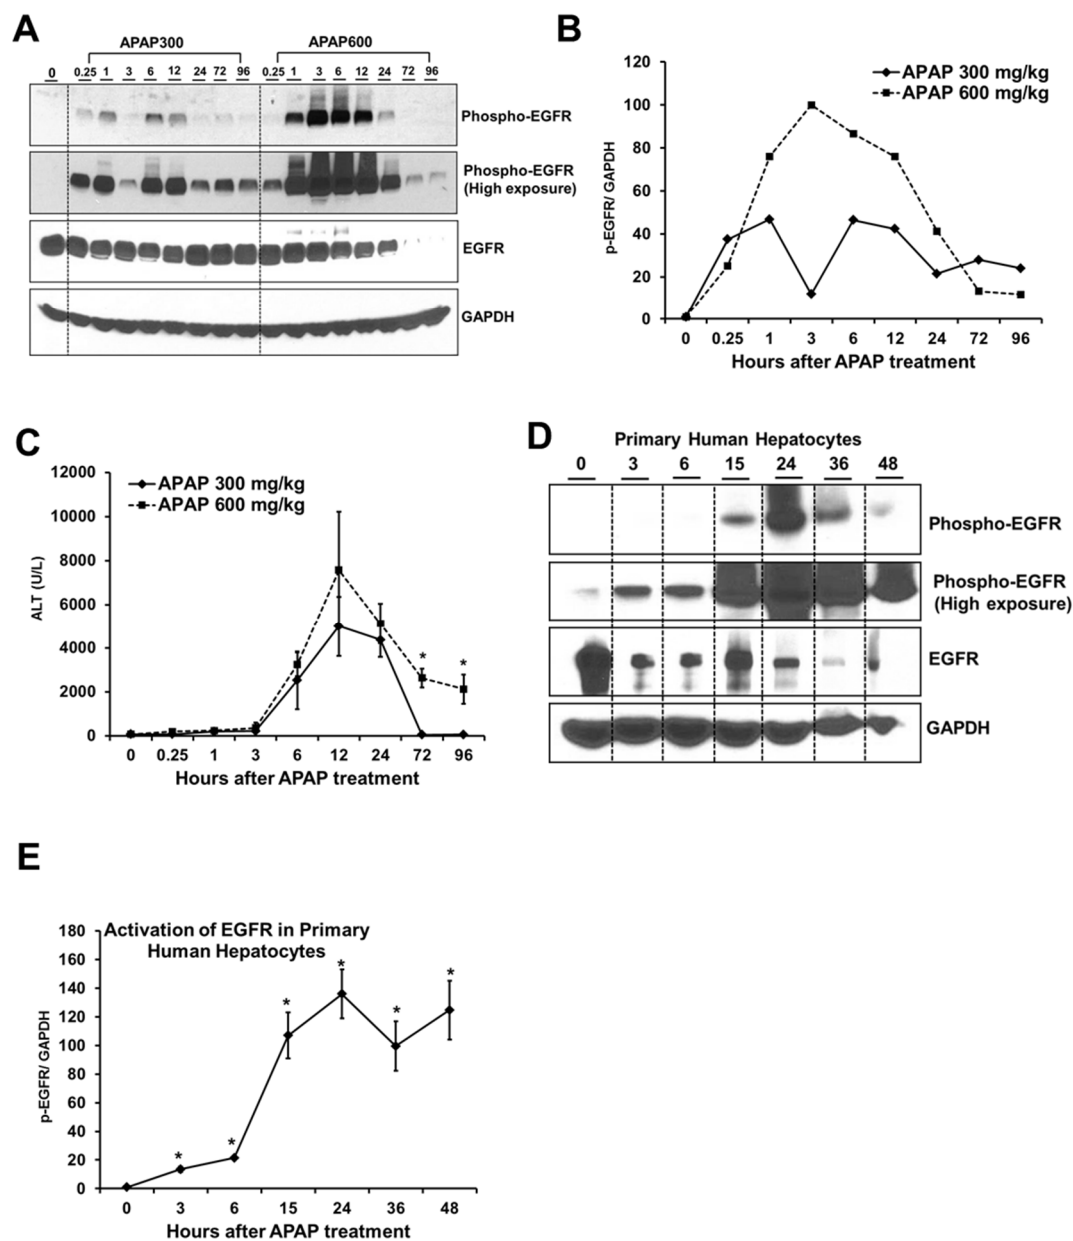 A
APAP300
APAP600
0
0.25 1 3 6 12 24 72 96
0.25 1 3 6 12 24 72 96
Phospho-EGFR
Phospho-EGFR
(High exposure)
EGFR
GAPDH
B
APAP 300 mg/kg
APAP 600 mg/kg
p-EGFR/ GAPDH
120
100
80
60
40
20
0
0 0.25 1 3 6 12 24 72 96
Hours after APAP treatment
C
APAP 300 mg/kg
APAP 600 mg/kg
ALT (U/L)
12000
10000
8000
6000
4000
2000
0
* *
0 0.25 1 3 6 12 24 72 96
Hours after APAP treatment
D
Primary Human Hepatocytes
0 3 6 15 24 36 48
Phospho-EGFR
Phospho-EGFR
(High exposure)
EGFR
GAPDH
E
Activation of EGFR in Primary
Human Hepatocytes
p-EGFR/ GAPDH
180
160
140
120
100
80
60
40
20
0
* * * * * *
0 3 6 15 24 36 48
Hours after APAP treatment